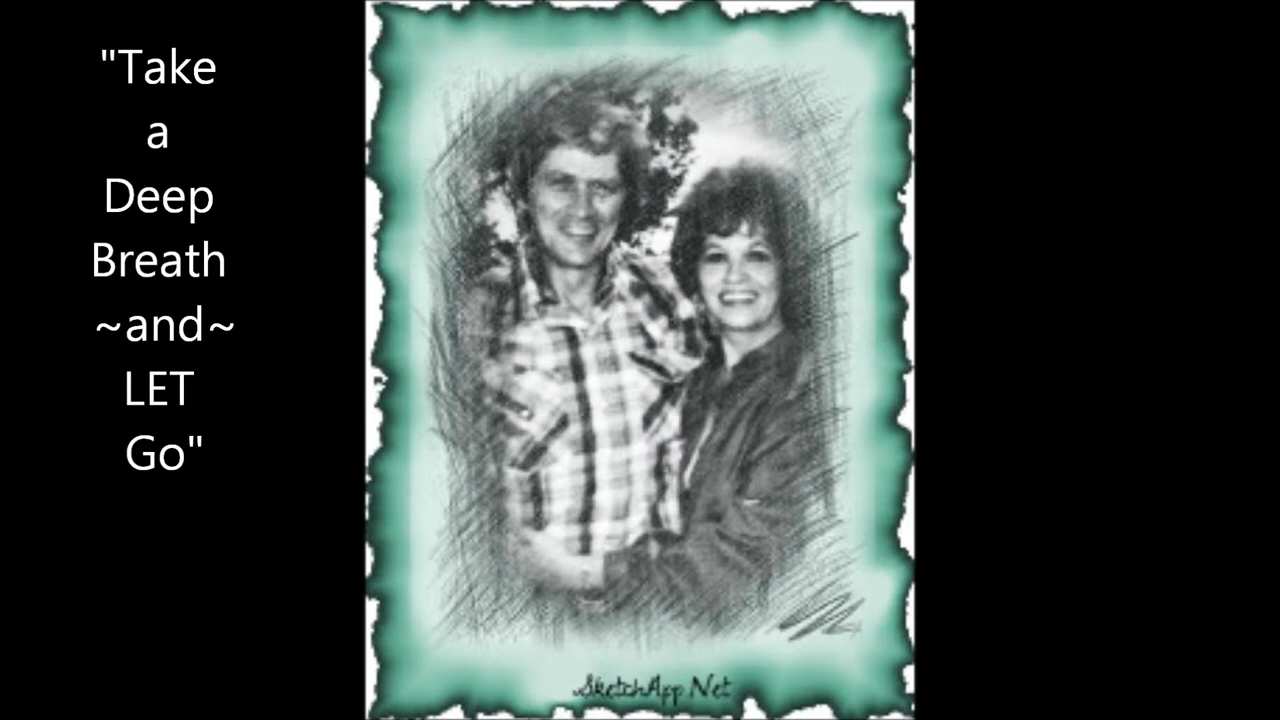 "Take
a
Deep
Breath
~and~
LET
Go"
SketchApp.Net